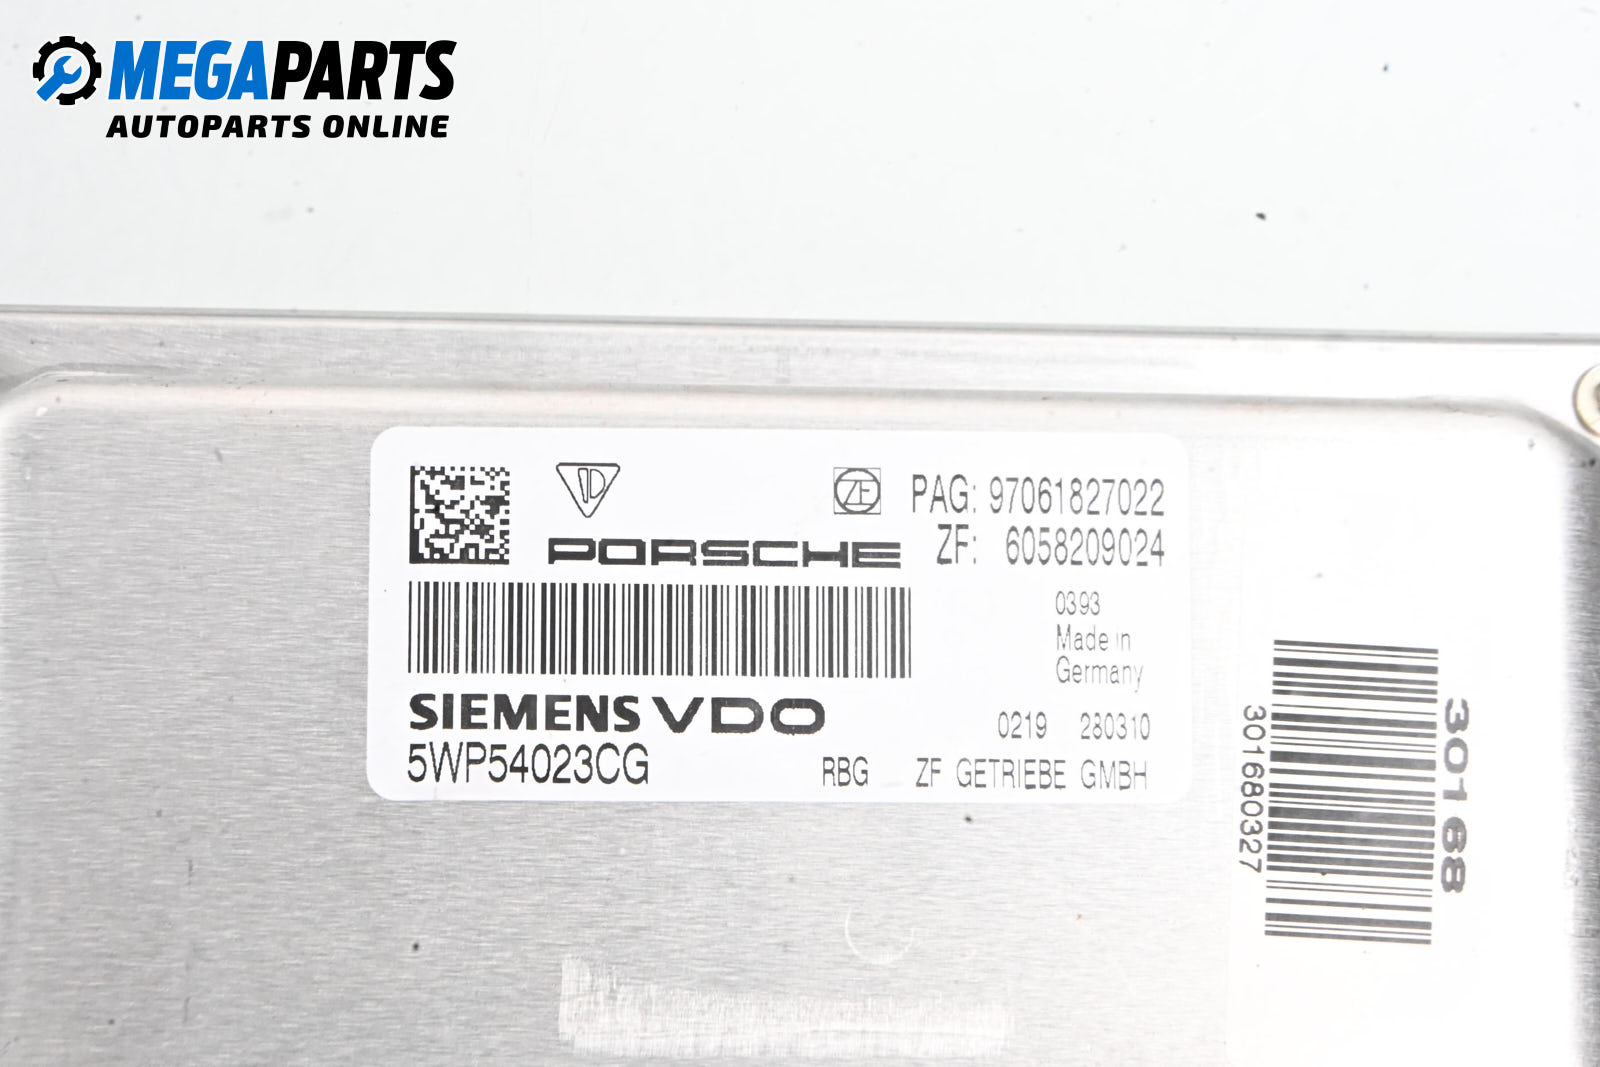 MEGAPARTS
AUTOPARTS ONLINE
ZF PAG: 97061827022
PORSCHE ZF: 6058209024
0393
Made in
Germany
SIEMENS VDO
0219 280310
5WP54023CG RBG ZF GETRIEBE GMBH
301680327
30168